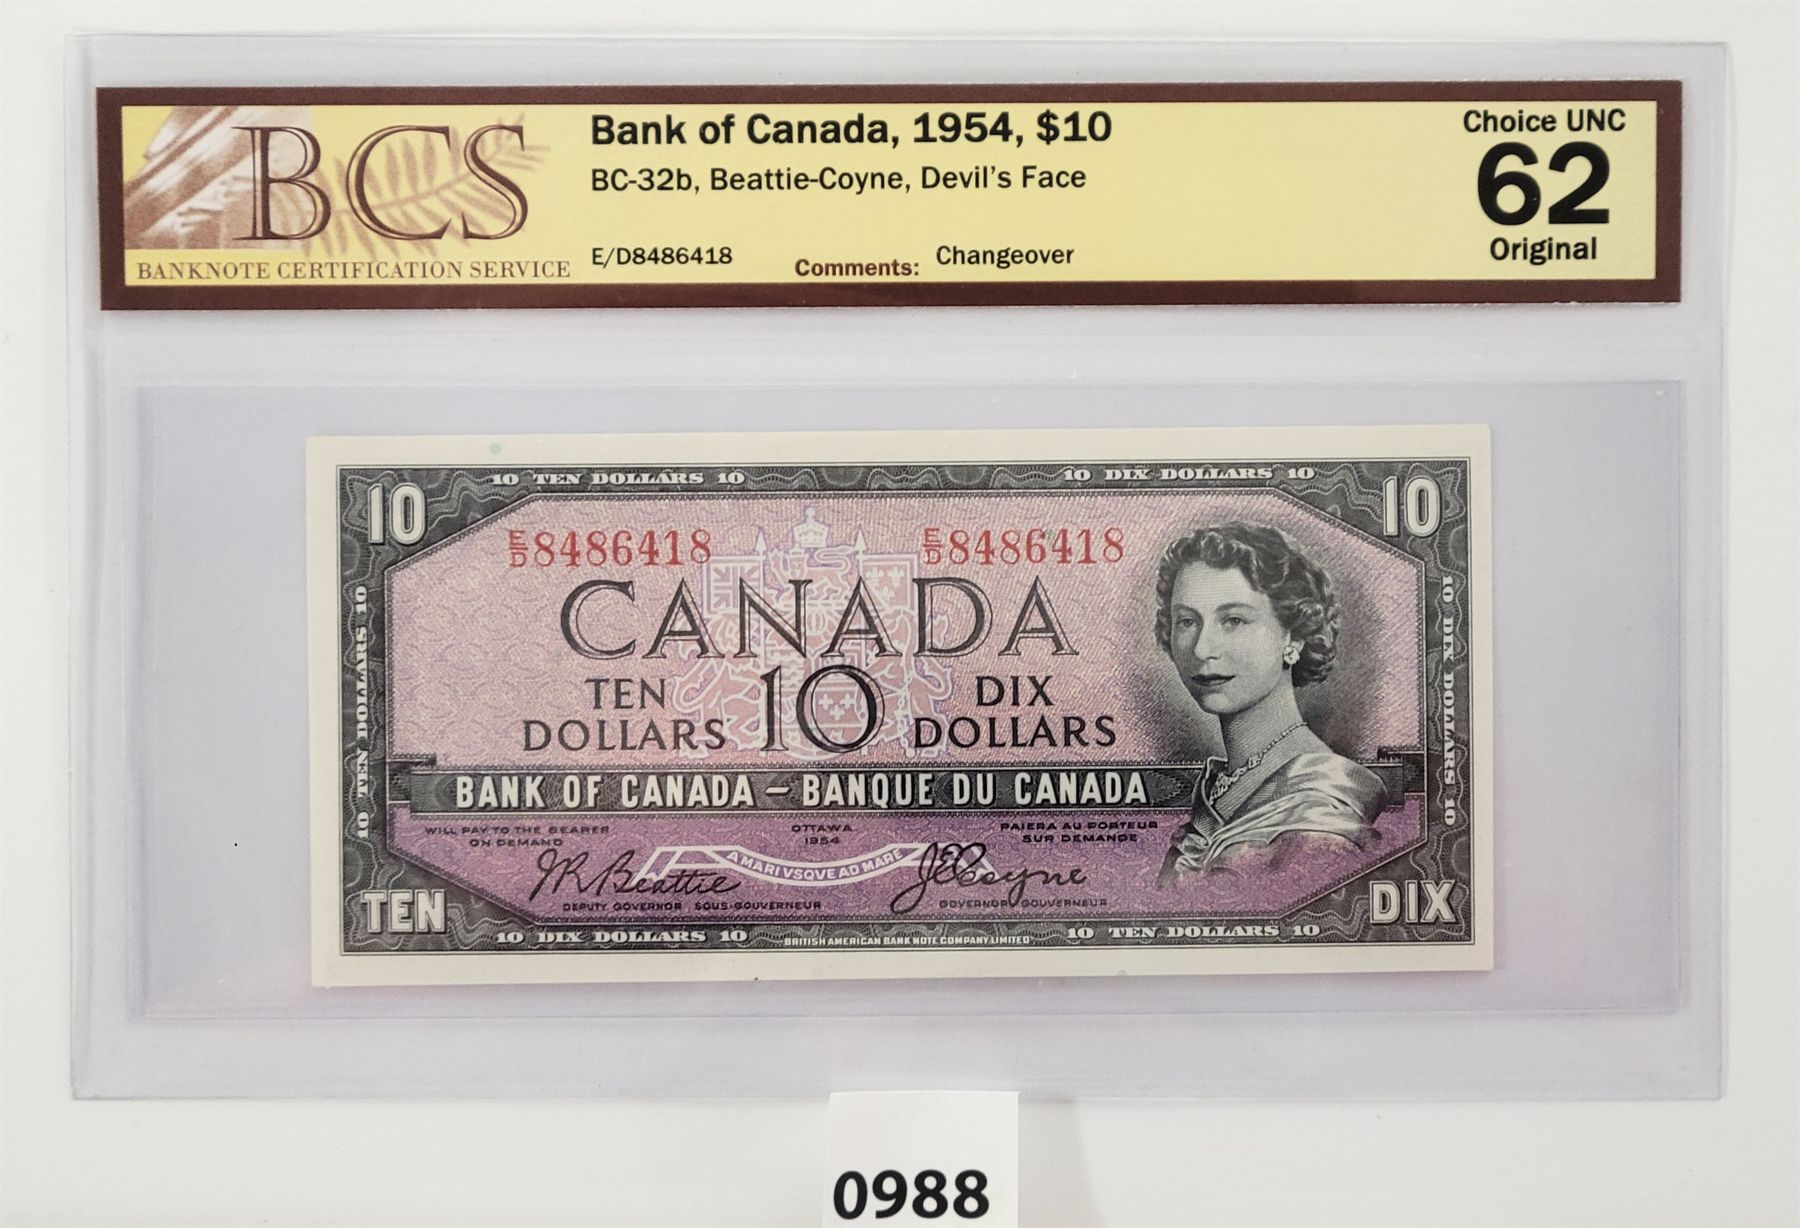 BCS
BANKNOTE CERTIFICATION SERVICE
Bank of Canada, 1954, $10
BC-32b, Beattie-Coyne, Devil's Face
E/D8486418
Comments: Changeover
Choice UNC
62
Original
10 TEN DOLLARS 10
10 DIX DOLLARS 10
10
10
E/D 8486418
E/D 8486418
CANADA
TEN DOLLARS
10
DIX DOLLARS
10 TEN DOLLARS 10
10 DIX DOLLARS 10
BANK OF CANADA – BANQUE DU CANADA
WILL PAY TO THE BEARER
ON DEMAND
OTTAWA
1954
PAIERA AU PORTEUR
SUR DEMANDE
A MARI VSQVE AD MARE
JRBeattie
JECoyne
DEPUTY GOVERNOR SOUS-GOUVERNEUR
GOVERNOR GOUVERNEUR
TEN
DIX
10 DIX DOLLARS 10
BRITISH AMERICAN BANK NOTE COMPANY LIMITED
10 TEN DOLLARS 10
0988